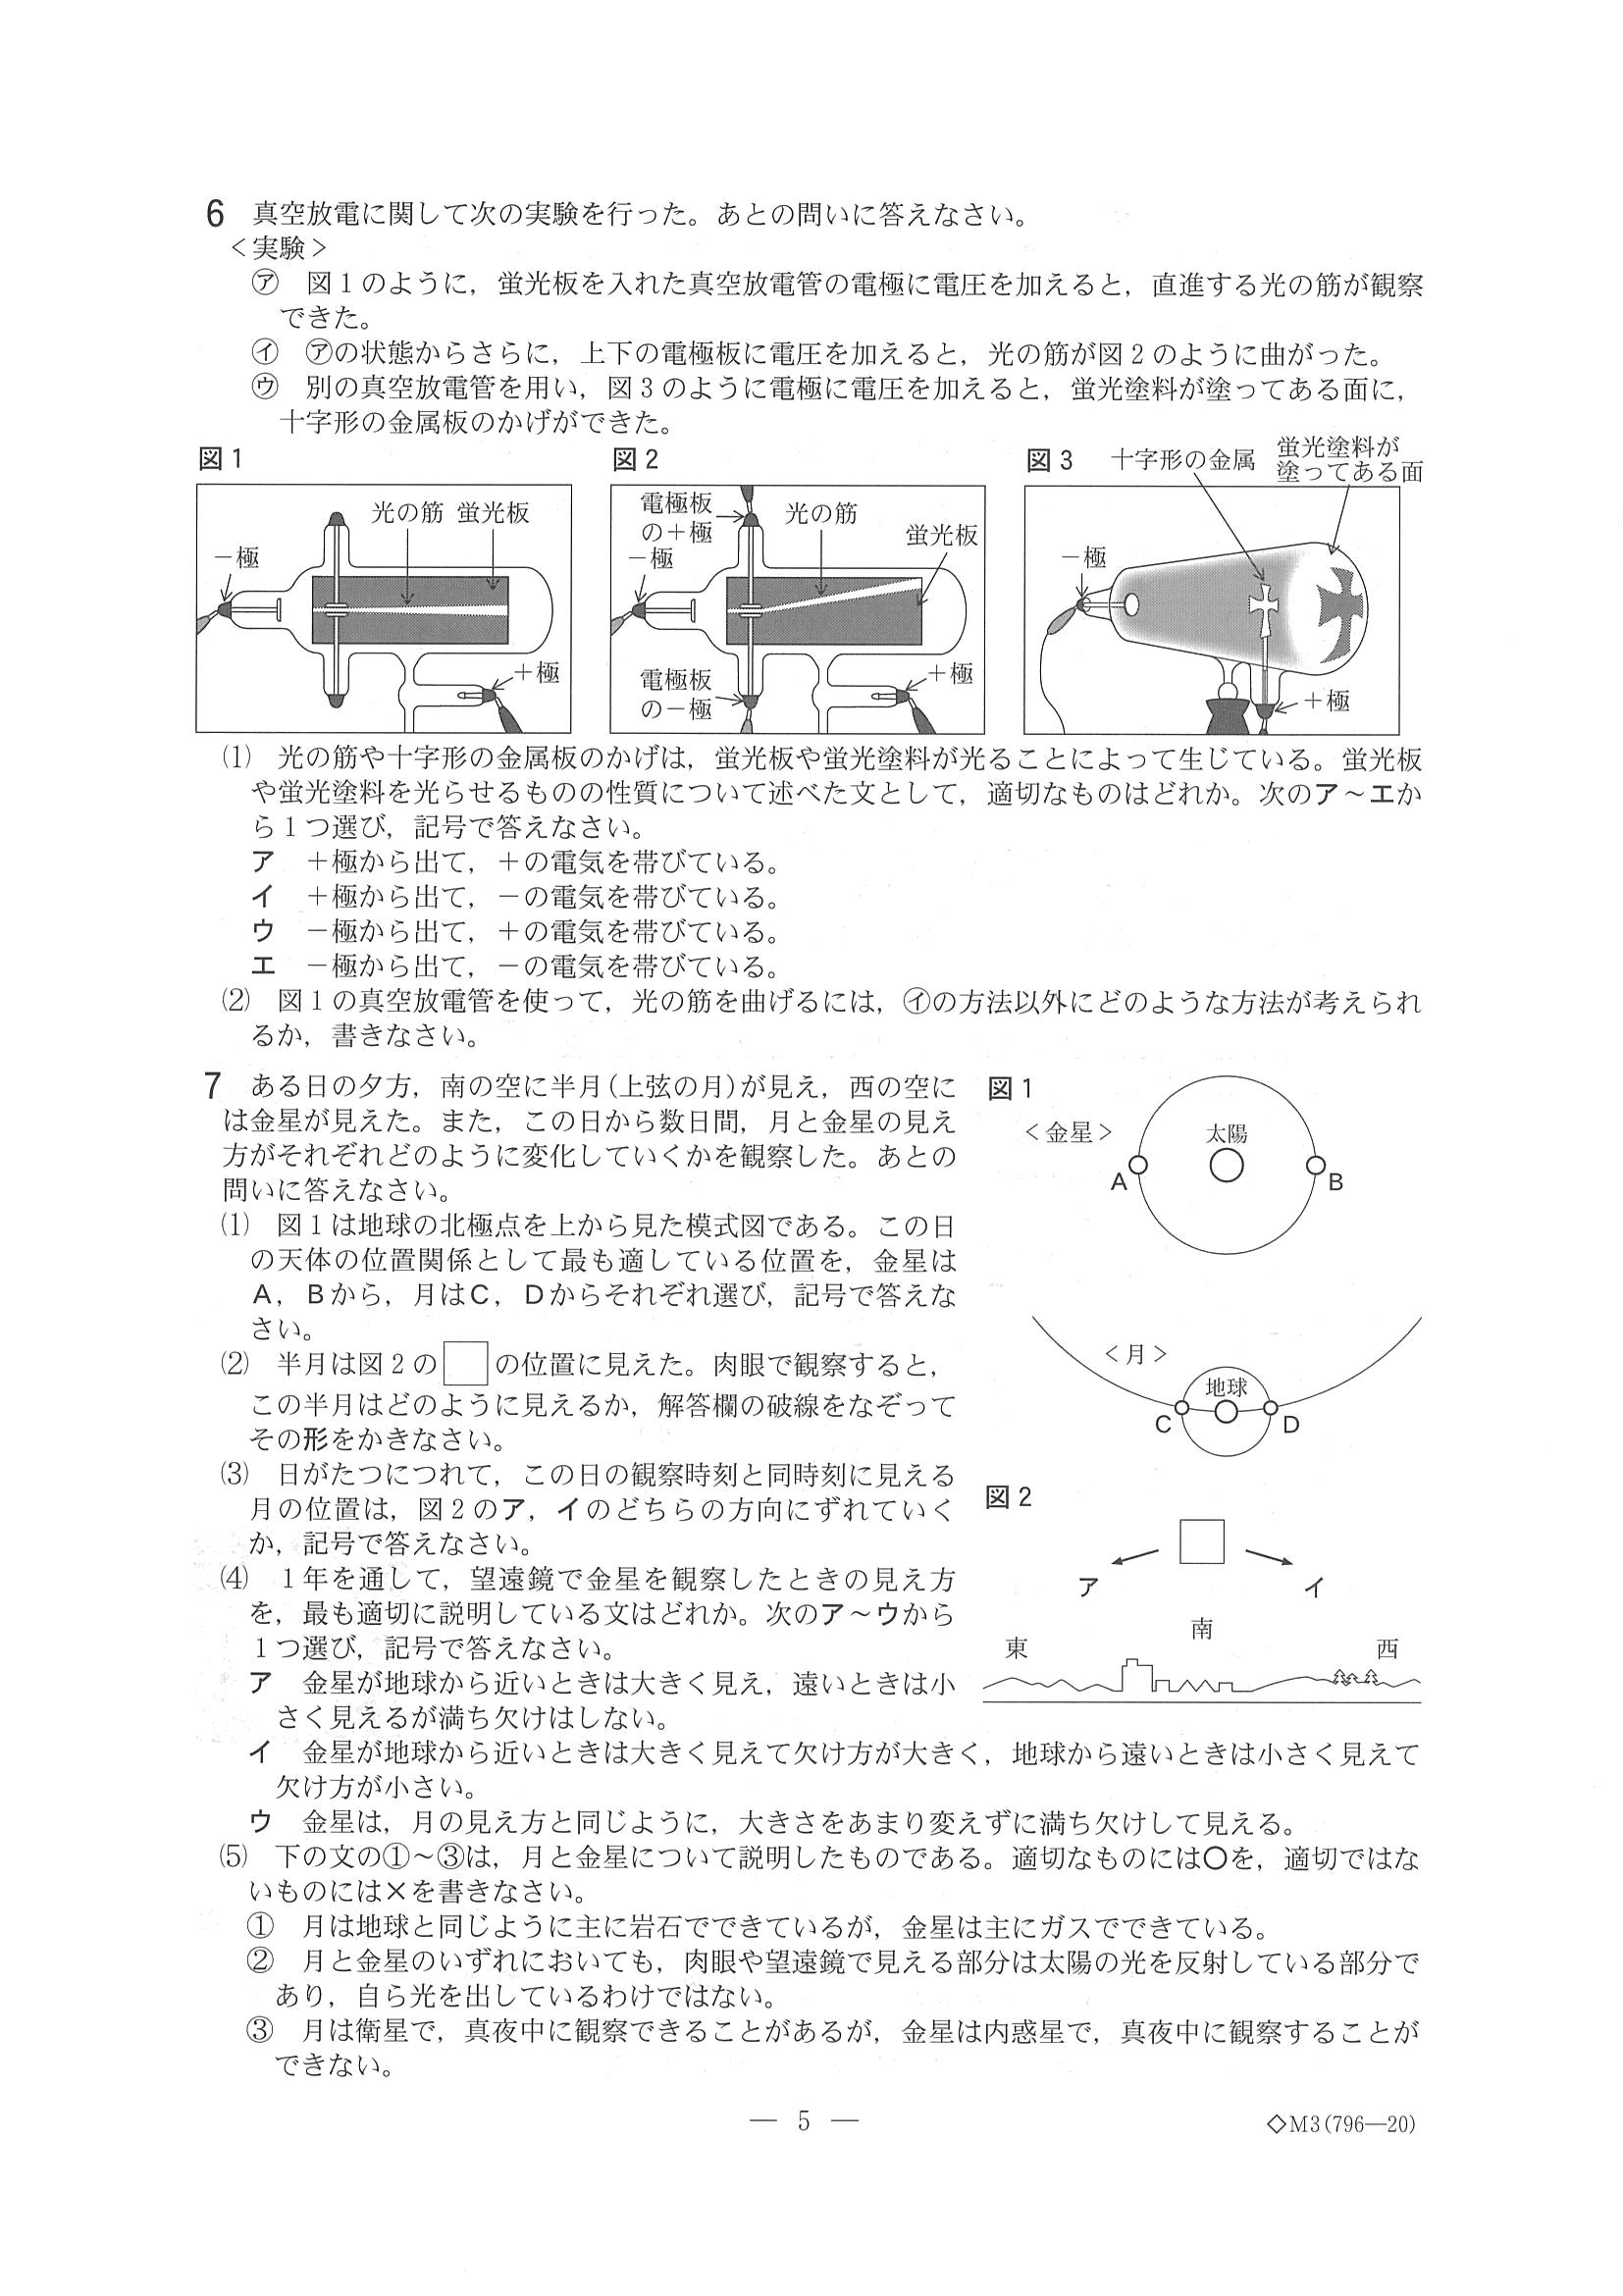 6 真空放電に関して次の実験を行った。あとの問いに答えなさい。
＜実験＞
㋐ 図1のように，蛍光板を入れた真空放電管の電極に電圧を加えると，直進する光の筋が観察
できた。
㋑ ㋐の状態からさらに，上下の電極板に電圧を加えると，光の筋が図2のように曲がった。
㋒ 別の真空放電管を用い，図3のように電極に電圧を加えると，蛍光塗料が塗ってある面に，
十字形の金属板のかげができた。
図1
光の筋 蛍光板
－極
＋極
図2
電極板
の＋極
－極
光の筋
蛍光板
電極板
の－極
＋極
図3
十字形の金属
蛍光塗料が
塗ってある面
－極
＋極
(1) 光の筋や十字形の金属板のかげは，蛍光板や蛍光塗料が光ることによって生じている。蛍光板
や蛍光塗料を光らせるものの性質について述べた文として，適切なものはどれか。次のア～エか
ら1つ選び，記号で答えなさい。
ア ＋極から出て，＋の電気を帯びている。
イ ＋極から出て，－の電気を帯びている。
ウ －極から出て，＋の電気を帯びている。
エ －極から出て，－の電気を帯びている。
(2) 図1の真空放電管を使って，光の筋を曲げるには，㋑の方法以外にどのような方法が考えられ
るか，書きなさい。
7 ある日の夕方，南の空に半月(上弦の月)が見え，西の空に
は金星が見えた。また，この日から数日間，月と金星の見え
方がそれぞれどのように変化していくかを観察した。あとの
問いに答えなさい。
(1) 図1は地球の北極点を上から見た模式図である。この日
の天体の位置関係として最も適している位置を，金星は
A，Bから，月はC，Dからそれぞれ選び，記号で答えな
さい。
(2) 半月は図2の□の位置に見えた。肉眼で観察すると，
この半月はどのように見えるか，解答欄の破線をなぞって
その形をかきなさい。
(3) 日がたつにつれて，この日の観察時刻と同時刻に見える
月の位置は，図2のア，イのどちらの方向にずれていく
か，記号で答えなさい。
(4) 1年を通して，望遠鏡で金星を観察したときの見え方
を，最も適切に説明している文はどれか。次のア～ウから
1つ選び，記号で答えなさい。
ア 金星が地球から近いときは大きく見え，遠いときは小
さく見えるが満ち欠けはしない。
イ 金星が地球から近いときは大きく見えて欠け方が大きく，地球から遠いときは小さく見えて
欠け方が小さい。
ウ 金星は，月の見え方と同じように，大きさをあまり変えずに満ち欠けして見える。
(5) 下の文の①～③は，月と金星について説明したものである。適切なものには○を，適切ではな
いものには×を書きなさい。
① 月は地球と同じように主に岩石でできているが，金星は主にガスでできている。
② 月と金星のいずれにおいても，肉眼や望遠鏡で見える部分は太陽の光を反射している部分で
あり，自ら光を出しているわけではない。
③ 月は衛星で，真夜中に観察できることがあるが，金星は内惑星で，真夜中に観察することが
できない。
図1
＜金星＞
太陽
A
B
＜月＞
地球
C
D
図2
ア
イ
南
東
西
― 5 ―
◇M3(796―20)